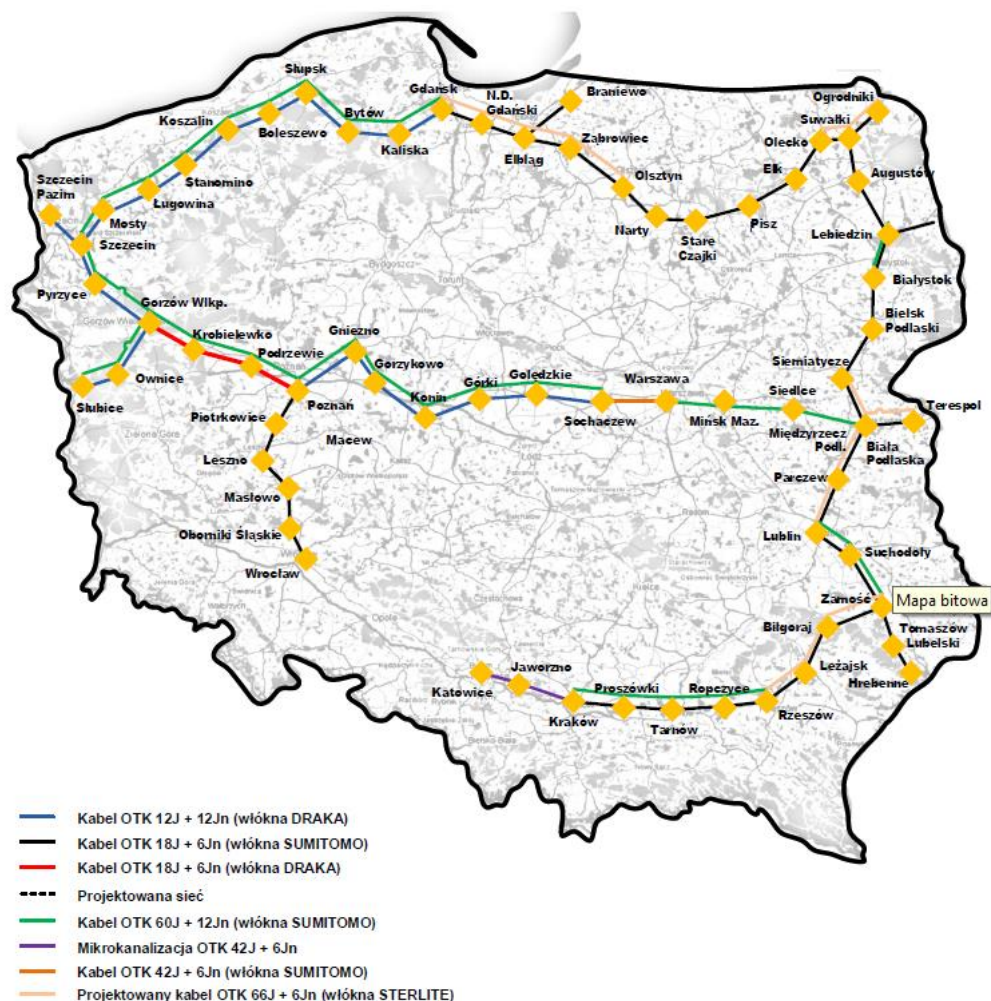 Słupsk
Gdańsk
N.D.
Gdański
Braniewo
Ogrodniki
Koszalin
Boleszewo
Bytów
Kaliska
Elbląg
Ząbrowiec
Suwałki
Olecko
Szczecin
Pazim
Stanomino
Ługowina
Mosty
Olsztyn
Ełk
Augustów
Narty
Stare
Czajki
Pisz
Lebiedzin
Szczecin
Pyrzyce
Białystok
Gorzów Wlkp.
Krobielewko
Podrzewie
Gniezno
Gorzykowo
Bielsk
Podlaski
Siemiatycze
Ownice
Słubice
Poznań
Konin
Górki
Goledzkie
Sochaczew
Warszawa
Mińsk Maz.
Siedlce
Międzyrzec
Podl.
Biała
Podlaska
Terespol
Piotrkowice
Macew
Leszno
Masłowo
Oborniki Śląskie
Wrocław
Parczew
Lublin
Suchodoły
Zamość
Mapa bitowa
Biłgoraj
Tomaszów
Lubelski
Hrebenne
Leżajsk
Katowice
Jaworzno
Kraków
Proszówki
Tarnów
Ropczyce
Rzeszów
Kabel OTK 12J + 12Jn (włókna DRAKA)
Kabel OTK 18J + 6Jn (włókna SUMITOMO)
Kabel OTK 18J + 6Jn (włókna DRAKA)
Projektowana sieć
Kabel OTK 60J + 12Jn (włókna SUMITOMO)
Mikrokanalizacja OTK 42J + 6Jn
Kabel OTK 42J + 6Jn (włókna SUMITOMO)
Projektowany kabel OTK 66J + 6Jn (włókna STERLITE)